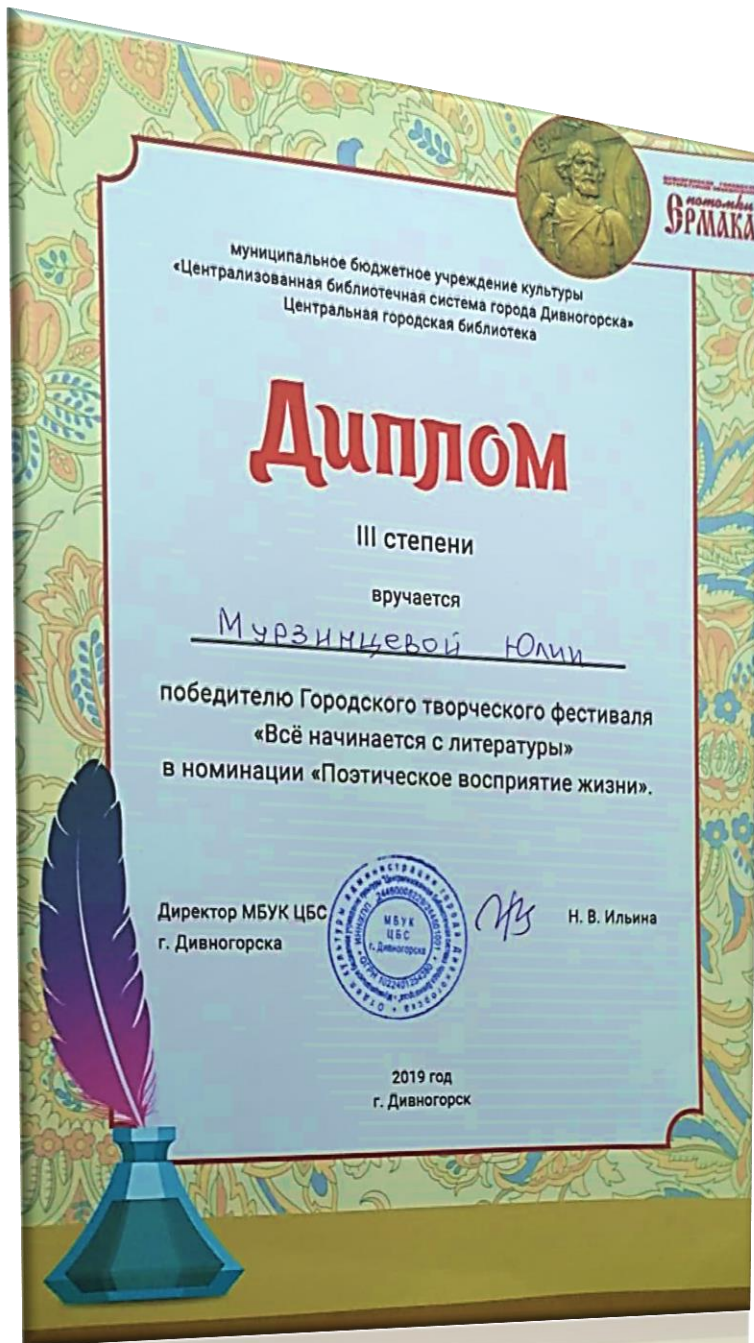 потомки
ЕРМАКА
муниципальное бюджетное учреждение культуры
«Централизованная библиотечная система города Дивногорска»
Центральная городская библиотека
Диплом
III степени
вручается
Мурзинцевой Юлии
победителю Городского творческого фестиваля
«Всё начинается с литературы»
в номинации «Поэтическое восприятие жизни».
Директор МБУК ЦБС
г. Дивногорска
МБУК
ЦБС
г. Дивногорска
Н. В. Ильина
2019 год
г. Дивногорск